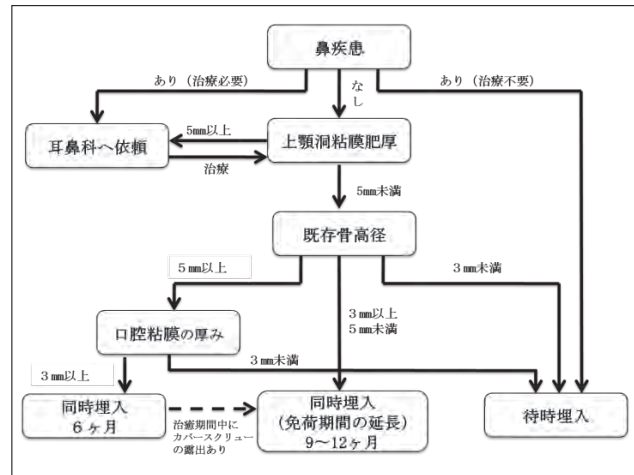 鼻疾患
あり（治療必要）
なし
あり（治療不要）
耳鼻科へ依頼
5mm以上
治療
上顎洞粘膜肥厚
5mm未満
既存骨高径
5㎜以上
3㎜以上
5㎜未満
3㎜未満
口腔粘膜の厚み
3㎜以上
3㎜未満
同時埋入
6ヶ月
治癒期間中に
カバースクリュー
の露出あり
同時埋入
(免荷期間の延長)
9～12ヶ月
待時埋入